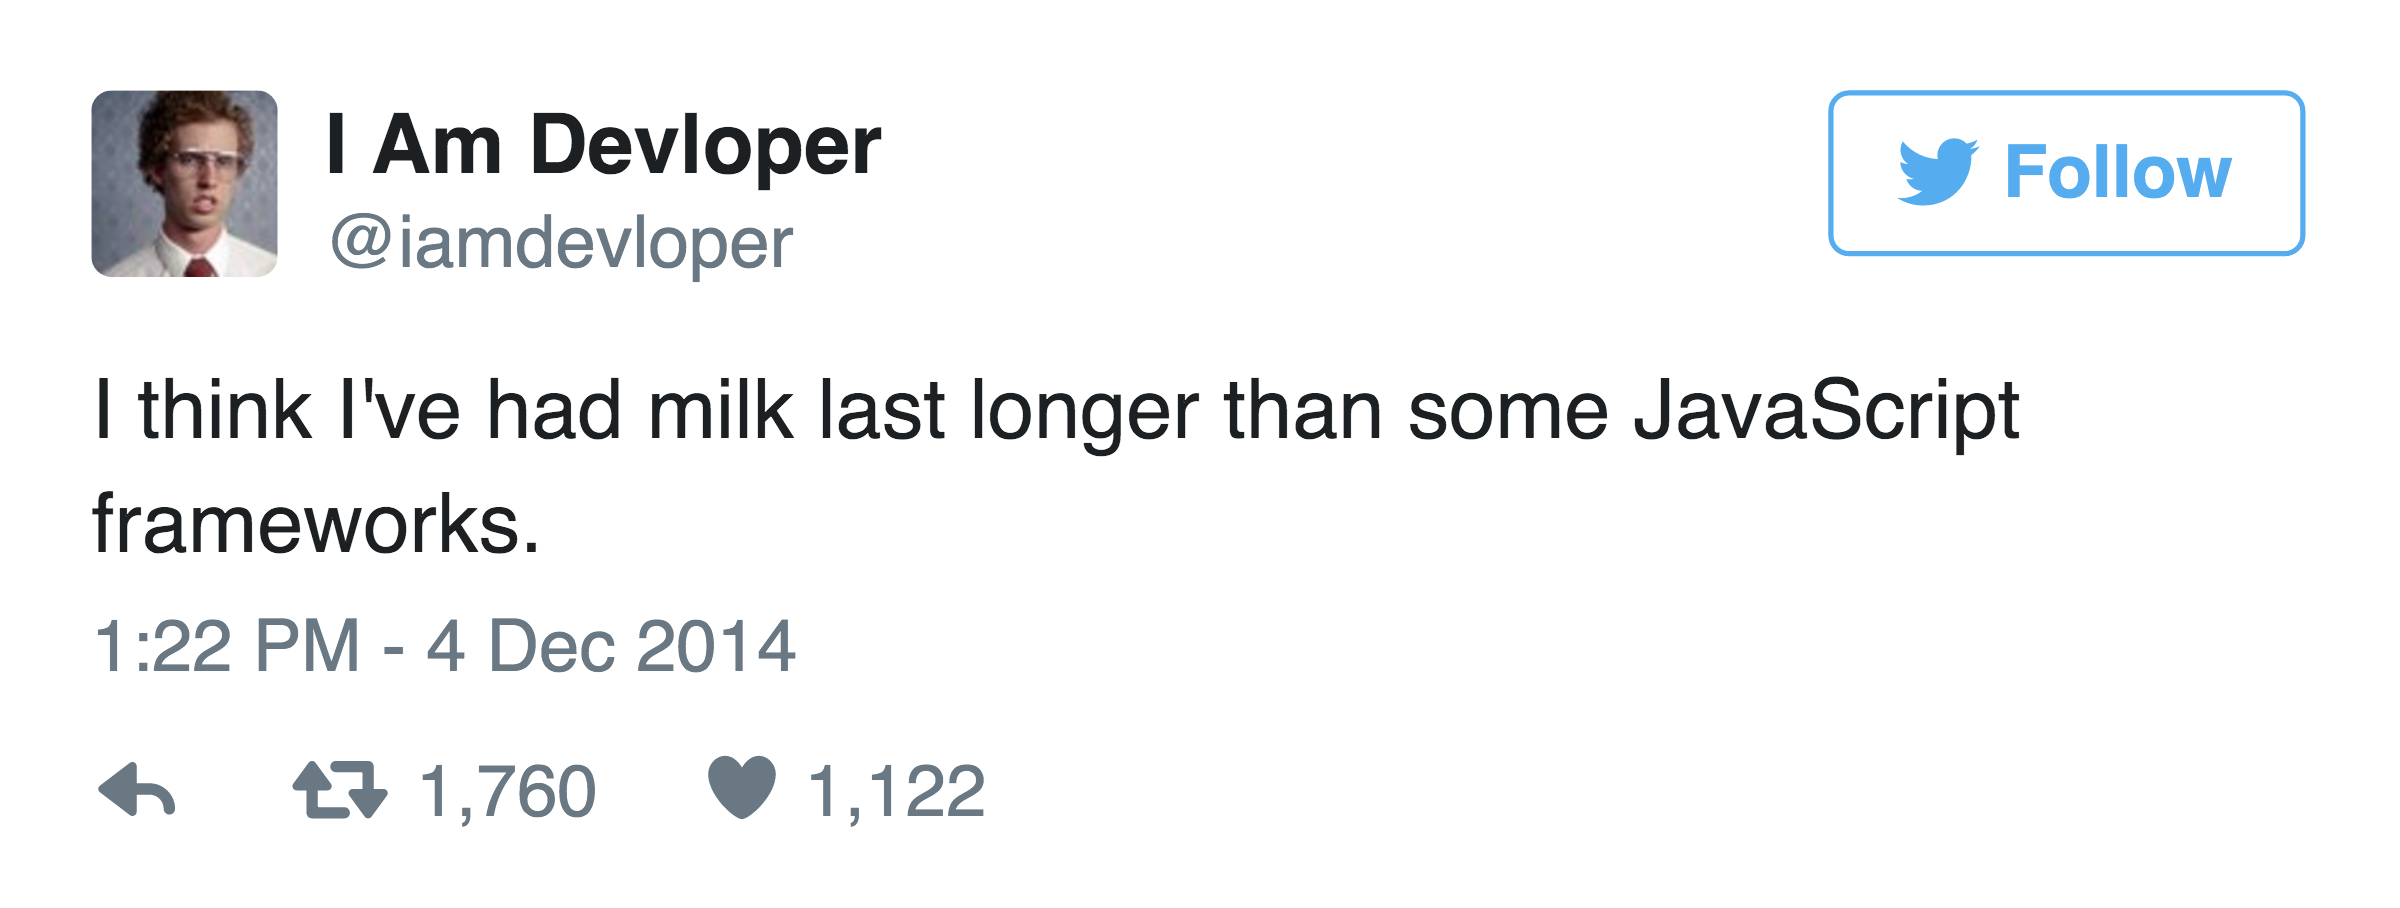 I Am Devloper
@iamdevloper
Follow
I think I've had milk last longer than some JavaScript
frameworks.
1:22 PM - 4 Dec 2014
1,760 1,122